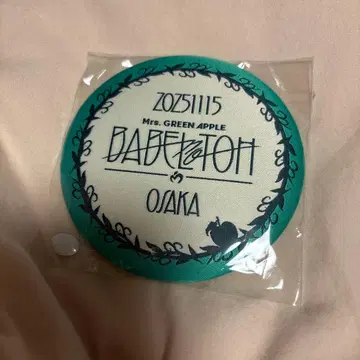 20251115
Mrs. GREEN APPLE
BABEL no TOH
OSAKA